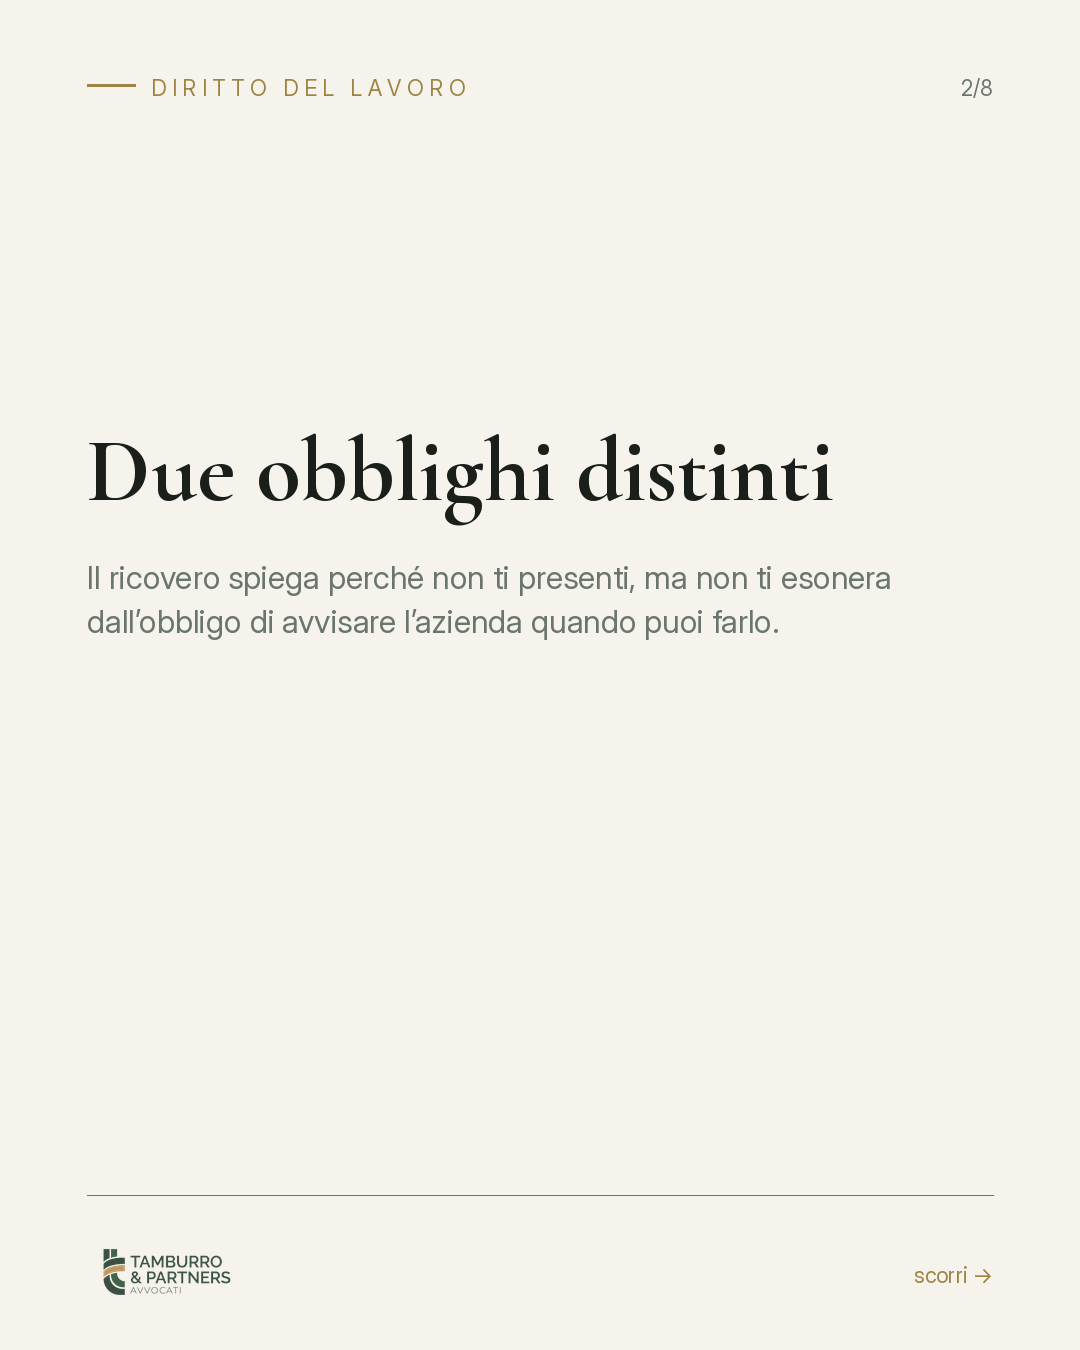 DIRITTO DEL LAVORO
2/8
Due obblighi distinti
Il ricovero spiega perché non ti presenti, ma non ti esonera
dall’obbligo di avvisare l’azienda quando puoi farlo.
TAMBURRO
& PARTNERS
AVVOCATI
scorri →